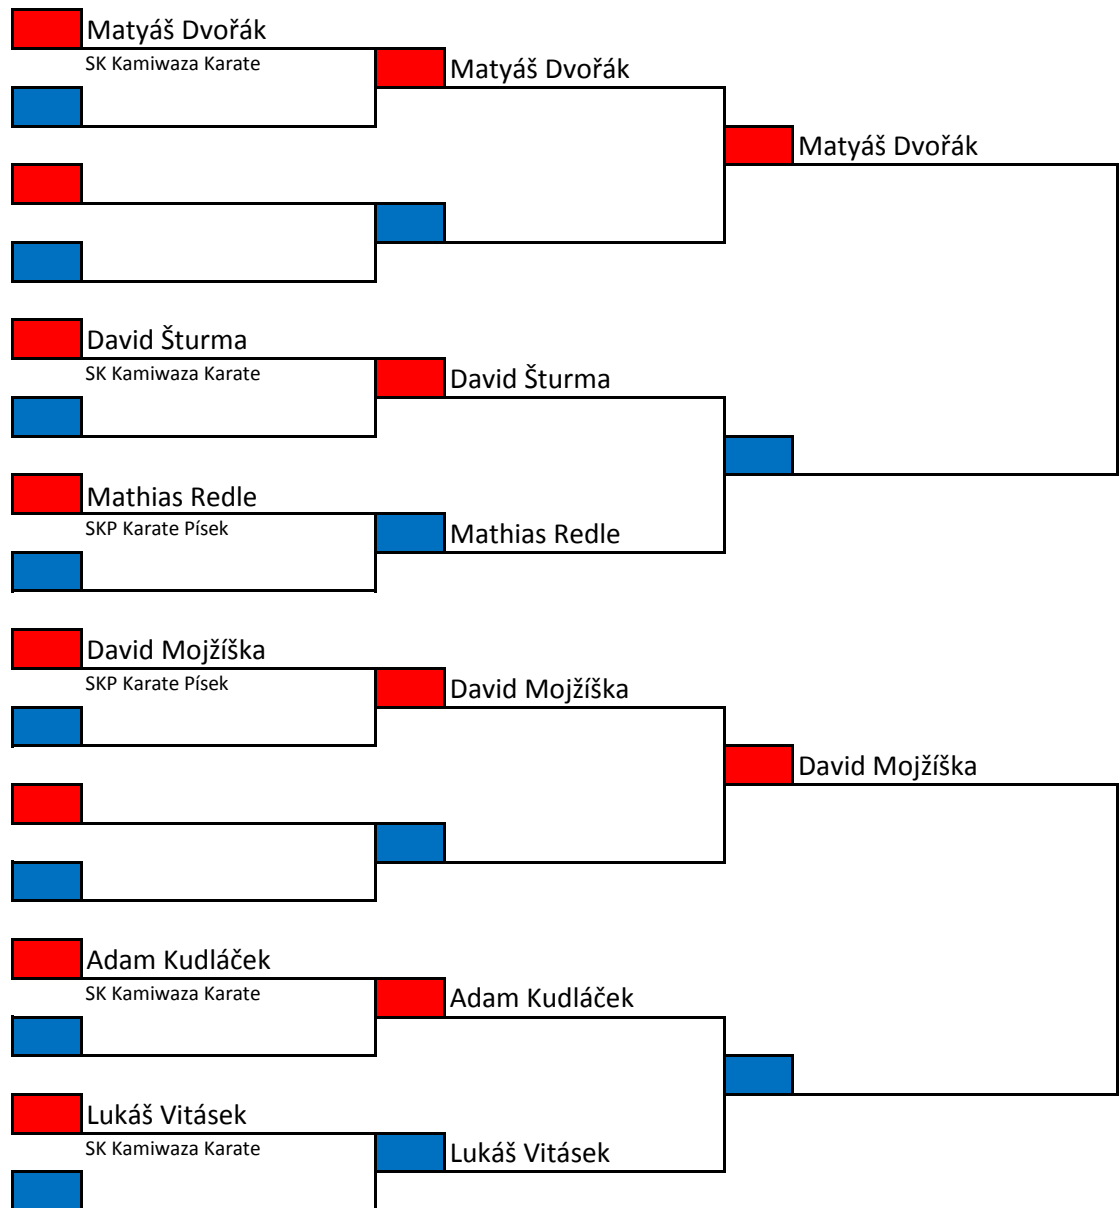 Matyáš Dvořák
SK Kamiwaza Karate
Matyáš Dvořák
Matyáš Dvořák
David Šturma
SK Kamiwaza Karate
David Šturma
Mathias Redle
SKP Karate Písek
Mathias Redle
David Mojžíška
SKP Karate Písek
David Mojžíška
David Mojžíška
Adam Kudláček
SK Kamiwaza Karate
Adam Kudláček
Lukáš Vitásek
SK Kamiwaza Karate
Lukáš Vitásek